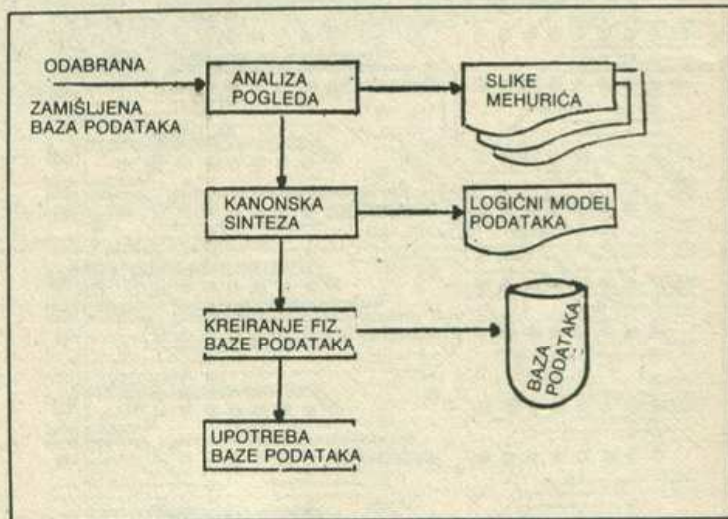 ODABRANA
ZAMIŠLJENA
BAZA PODATAKA
ANALIZA
POGLEDA
SLIKE
MEHURIĆA
KANONSKA
SINTEZA
LOGIČNI MODEL
PODATAKA
KREIRANJE FIZ.
BAZE PODATAKA
BAZA
PODATAKA
UPOTREBA
BAZE PODATAKA